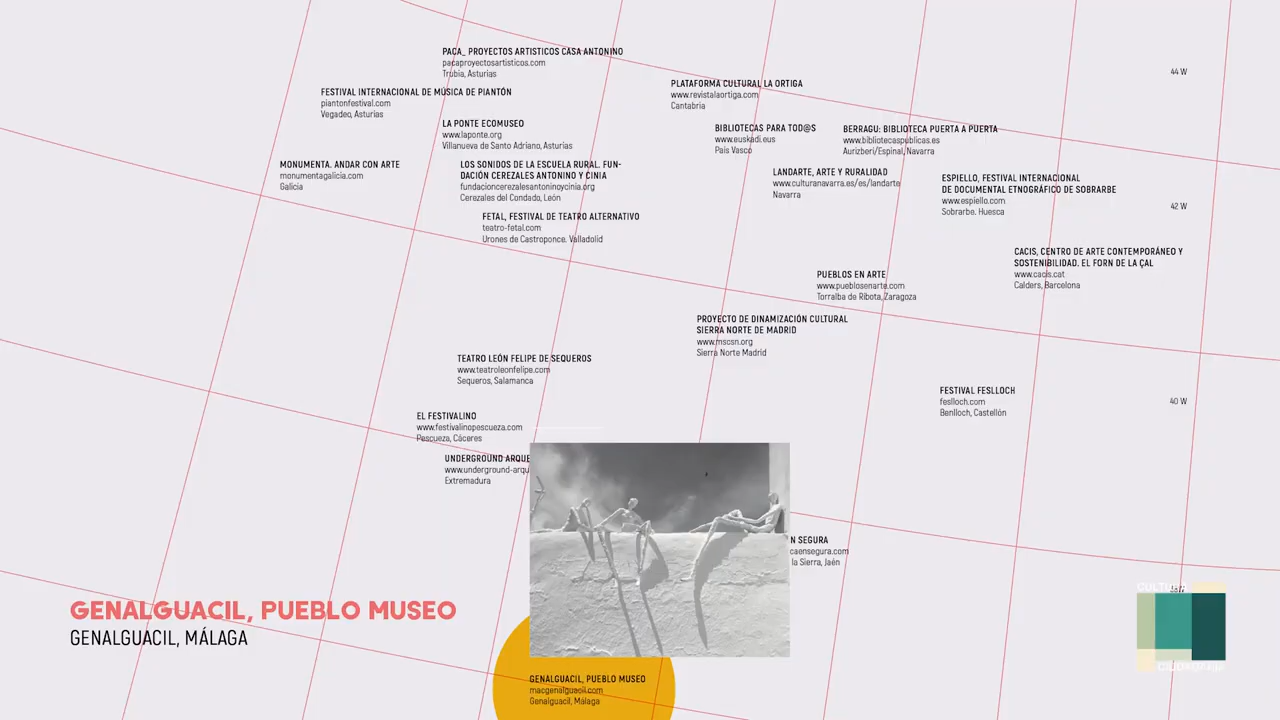 PACA_ PROYECTOS ARTISTICOS CASA ANTONINO
pacaproyectosartisticos.com
Trubia, Asturias
FESTIVAL INTERNACIONAL DE MÚSICA DE PIANTÓN
piantonfestival.com
Vegadeo, Asturias
LA PONTE ECOMUSEO
www.laponte.org
Villanueva de Santo Adriano, Asturias
MONUMENTA. ANDAR CON ARTE
monumentagalicia.com
Galicia
LOS SONIDOS DE LA ESCUELA RURAL. FUN-
DACIÓN CEREZALES ANTONINO Y CINIA
fundacioncerezalesantoninoycinia.org
Cerezales del Condado, León
FETAL, FESTIVAL DE TEATRO ALTERNATIVO
teatro-fetal.com
Urones de Castroponce. Valladolid
PLATAFORMA CULTURAL LA ORTIGA
www.revistalaortiga.com
Cantabria
BIBLIOTECAS PARA TOD@S
www.euskadi.eus
País Vasco
BERRAGU: BIBLIOTECA PUERTA A PUERTA
www.bibliotecaspublicas.es
Aurizberi/Espinal, Navarra
LANDARTE, ARTE Y RURALIDAD
www.culturanavarra.es/es/landarte
Navarra
ESPIELLO, FESTIVAL INTERNACIONAL
DE DOCUMENTAL ETNOGRÁFICO DE SOBRARBE
www.espiello.com
Sobrarbe. Huesca
44 W
42 W
CACIS, CENTRO DE ARTE CONTEMPORÁNEO Y
SOSTENIBILIDAD. EL FORN DE LA ÇAL
www.cacis.cat
Calders, Barcelona
PUEBLOS EN ARTE
www.pueblosenarte.com
Torralba de Ribota, Zaragoza
PROYECTO DE DINAMIZACIÓN CULTURAL
SIERRA NORTE DE MADRID
www.mscsn.org
Sierra Norte Madrid
TEATRO LEÓN FELIPE DE SEQUEROS
www.teatroleonfelipe.com
Sequeros, Salamanca
FESTIVAL FESLLOCH
feslloch.com
Benlloch, Castellón
40 W
EL FESTIVALINO
www.festivalinopescueza.com
Pescueza, Cáceres
UNDERGROUND ARQUE
www.underground-arqu
Extremadura
N SEGURA
caensegura.com
la Sierra, Jaén
GENALGUACIL, PUEBLO MUSEO
GENALGUACIL, MÁLAGA
GENALGUACIL, PUEBLO MUSEO
macgenalguacil.com
Genalguacil, Málaga